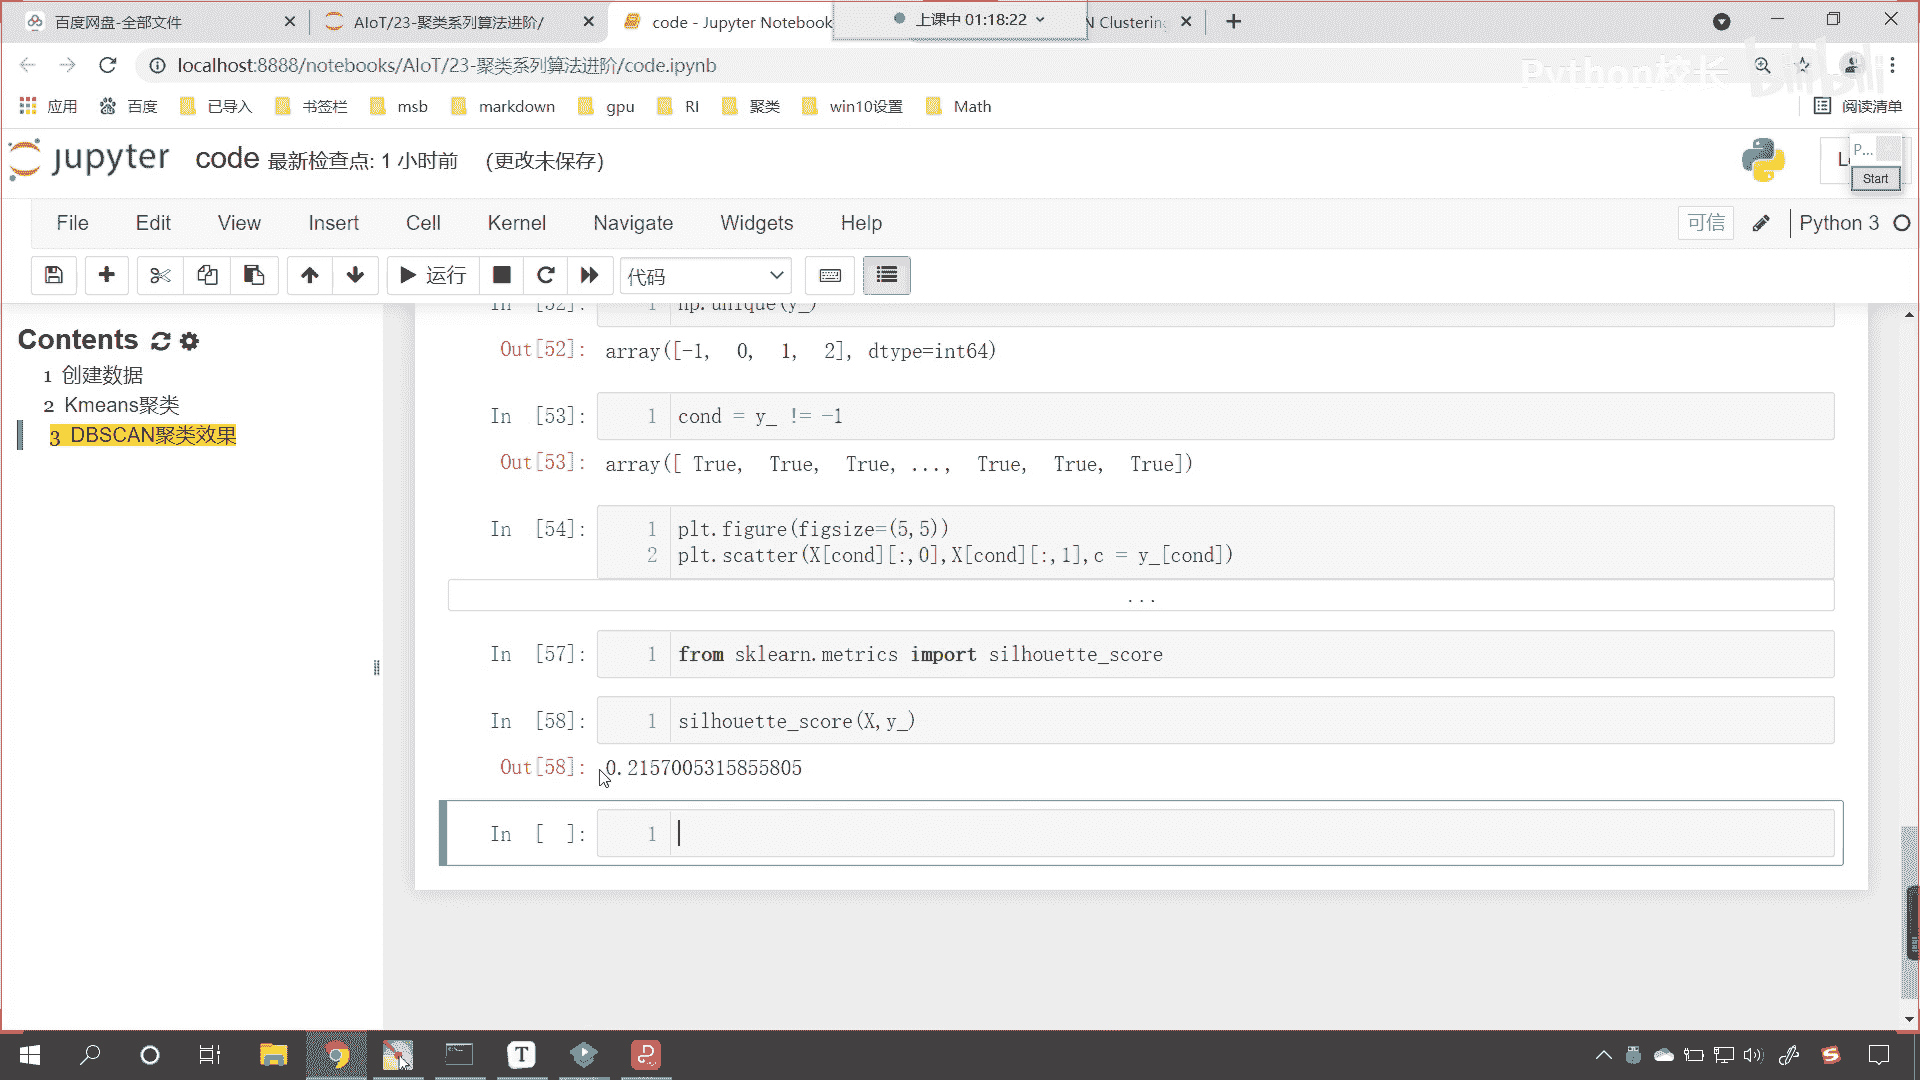 百度网盘-全部文件
AIoT/23-聚类系列算法进阶/
code - Jupyter Notebook
上课中 01:18:22
N Clustering
localhost:8888/notebooks/AIoT/23-聚类系列算法进阶/code.ipynb
Python校长
bilibili
应用
百度
已导入
书签栏
msb
markdown
gpu
RI
聚类
win10设置
Math
阅读清单
jupyter
code 最新检查点: 1 小时前 (更改未保存)
P...
Start
File
Edit
View
Insert
Cell
Kernel
Navigate
Widgets
Help
可信
Python 3
运行
代码
Contents
1 创建数据
2 Kmeans聚类
3 DBSCAN聚类效果
In [52]: 1 np.unique(y_)
Out[52]: array([-1, 0, 1, 2], dtype=int64)
In [53]: 1 cond = y_ != -1
Out[53]: array([ True, True, True, ..., True, True, True])
In [54]: 1 plt.figure(figsize=(5,5))
2 plt.scatter(X[cond][:,0],X[cond][:,1],c = y_[cond])
...
In [57]: 1 from sklearn.metrics import silhouette_score
In [58]: 1 silhouette_score(X,y_)
Out[58]: 0.2157005315855805
In [ ]: 1